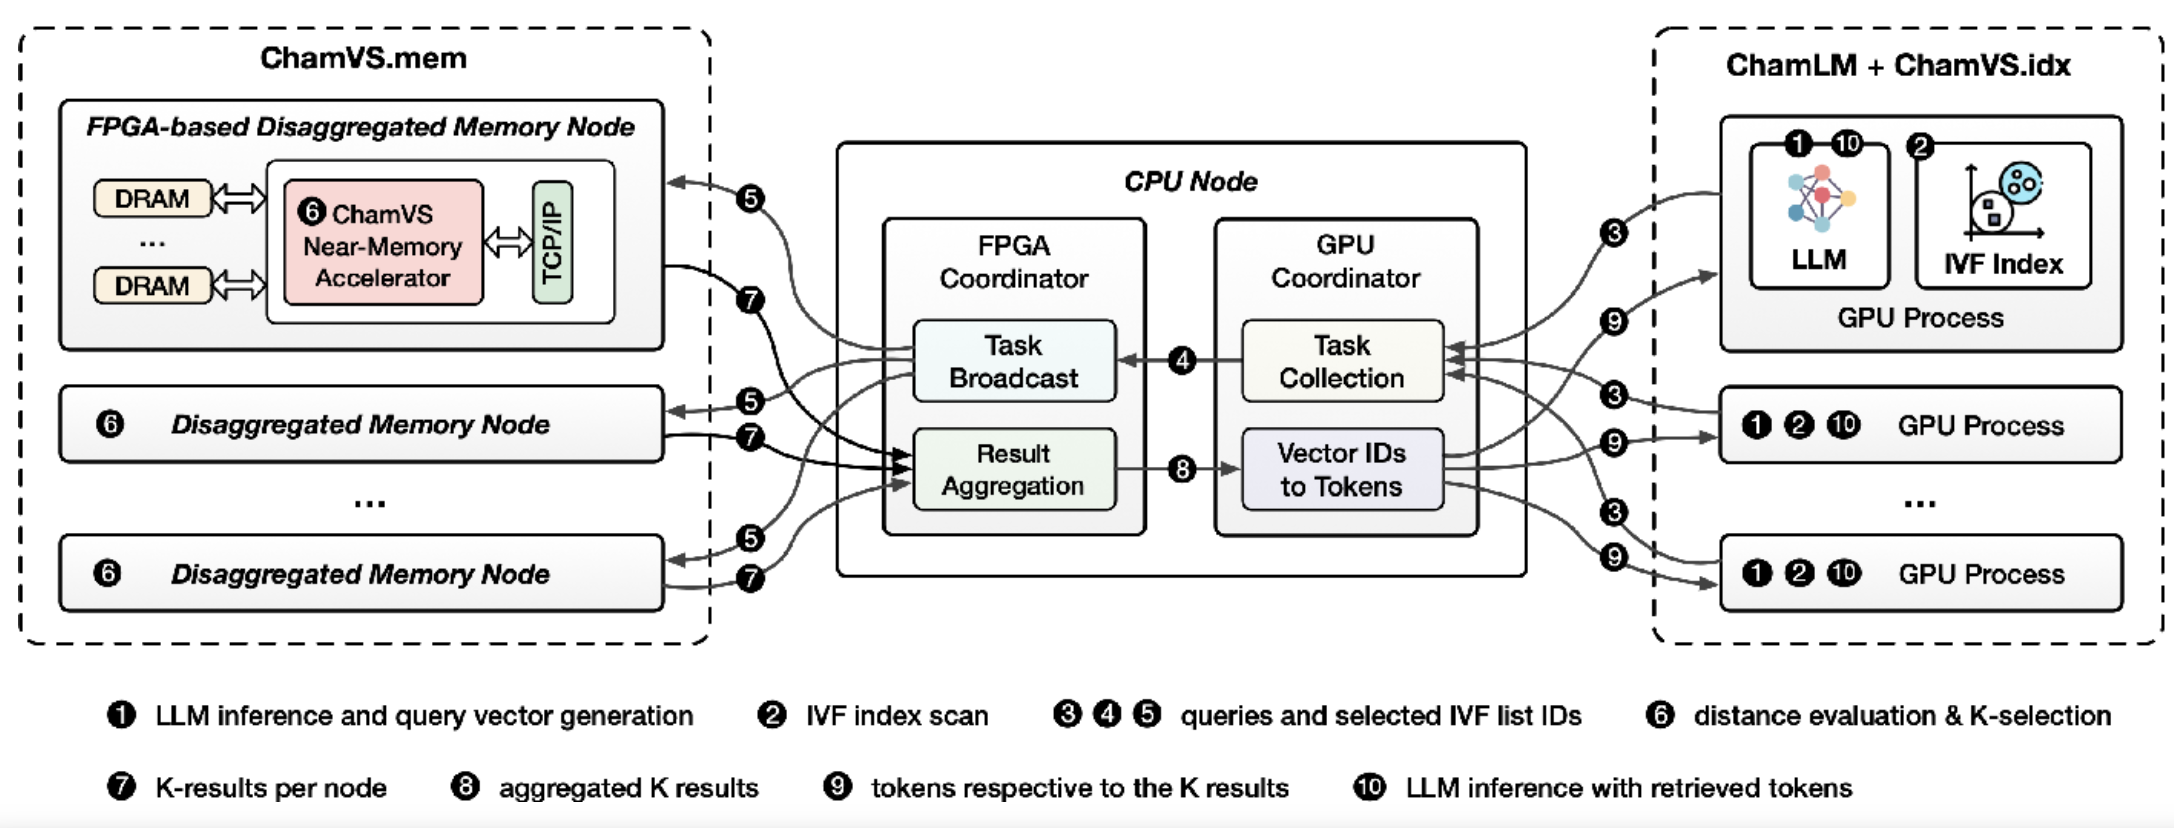 ChamVS.mem
FPGA-based Disaggregated Memory Node
DRAM
...
DRAM
6 ChamVS
Near-Memory
Accelerator
TCP/IP
6 Disaggregated Memory Node
...
6 Disaggregated Memory Node
5
7
5
7
5
7
CPU Node
FPGA
Coordinator
Task
Broadcast
Result
Aggregation
4
8
GPU
Coordinator
Task
Collection
Vector IDs
to Tokens
3
9
3
9
3
9
ChamLM + ChamVS.idx
1 10
LLM
2
IVF Index
GPU Process
1 2 10 GPU Process
...
1 2 10 GPU Process
1 LLM inference and query vector generation 2 IVF index scan 3 4 5 queries and selected IVF list IDs 6 distance evaluation & K-selection
7 K-results per node 8 aggregated K results 9 tokens respective to the K results 10 LLM inference with retrieved tokens